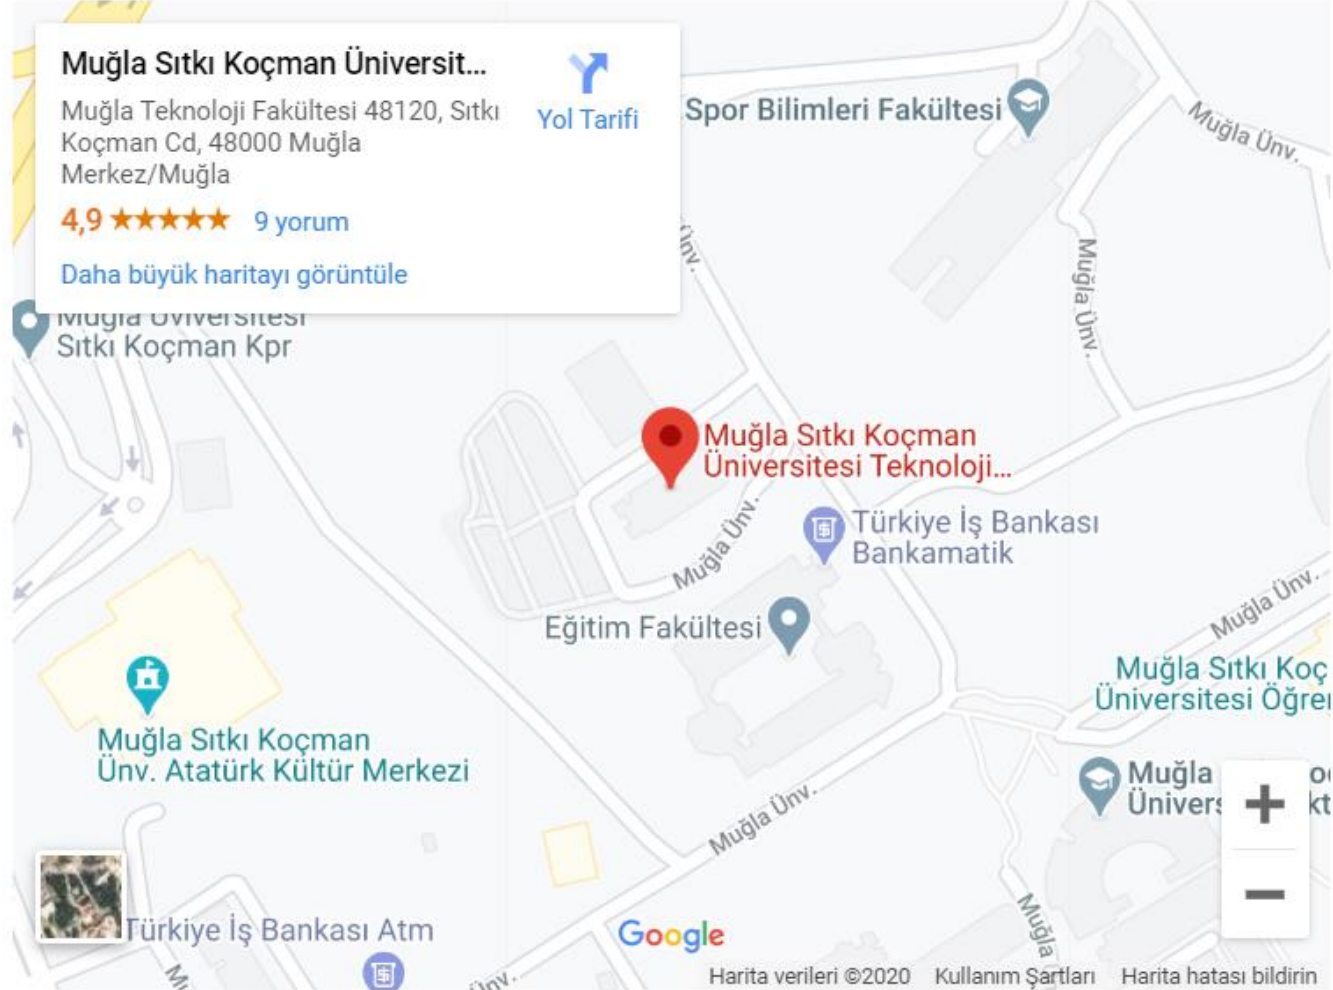 Muğla Sıtkı Koçman Üniversit...
Muğla Teknoloji Fakültesi 48120, Sıtkı
Koçman Cd, 48000 Muğla
Merkez/Muğla
4,9 ★★★★★ 9 yorum
Daha büyük haritayı görüntüle
Yol Tarifi
Spor Bilimleri Fakültesi
Muğla Ünv.
Ünv.
Muğla Ünv.
Sıtkı Koçman Kpr
Muğla Sıtkı Koçman
Üniversitesi Teknoloji...
Muğla Ünv.
Türkiye İş Bankası
Bankamatik
Eğitim Fakültesi
Muğla Ünv.
Muğla Sıtkı Koç
Üniversitesi Öğre
Muğla Sıtkı Koçman
Ünv. Atatürk Kültür Merkezi
Muğla
Ünivers
Muğla Ünv.
Türkiye İş Bankası Atm
Muğla
Ünv.
Google
Harita verileri ©2020 Kullanım Şartları Harita hatası bildirin